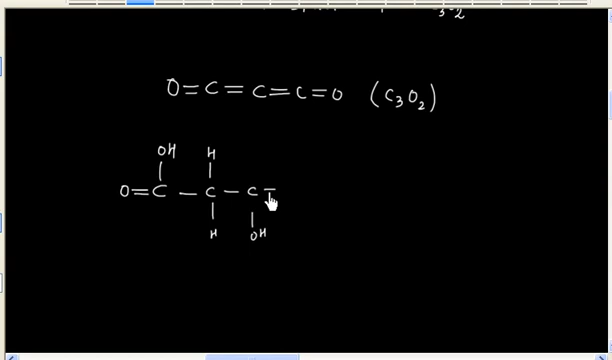 O=C=C=C=O (C₃O₂)
OH H
O=C-C-C-
H OH